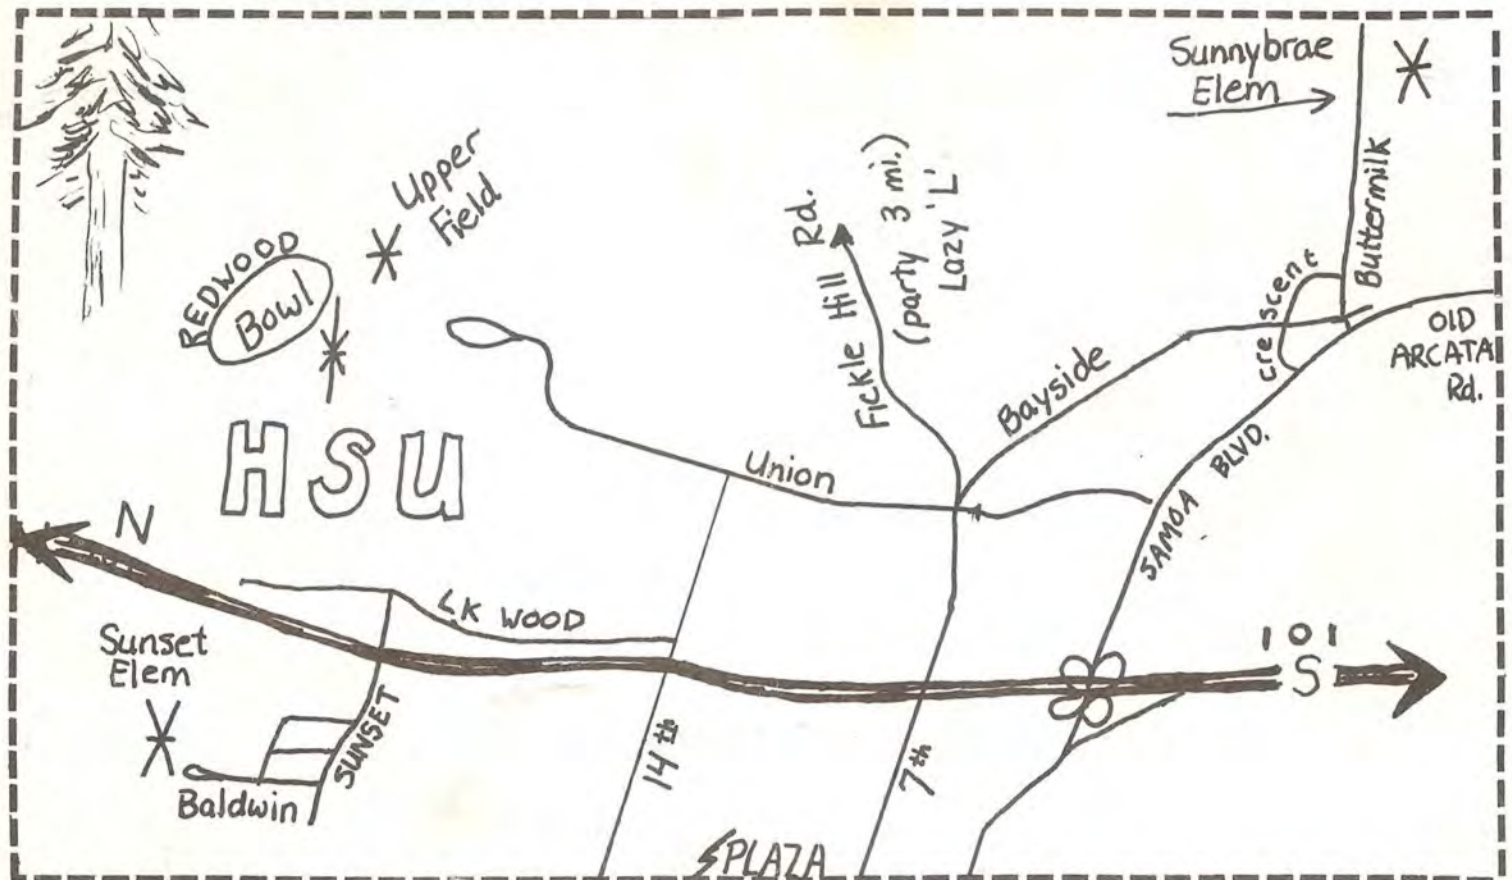 Sunnybrae
Elem
Upper
Field
Fickle Hill Rd.
(party 3 mi.)
Lazy 'L'
Buttermilk
REDWOOD
Bowl
crescent
OLD
ARCATA
Rd.
Bayside
HSU
Union
SAMOA BLVD.
N
LK WOOD
Sunset
Elem
101
S
SUNSET
14th
7th
Baldwin
PLAZA